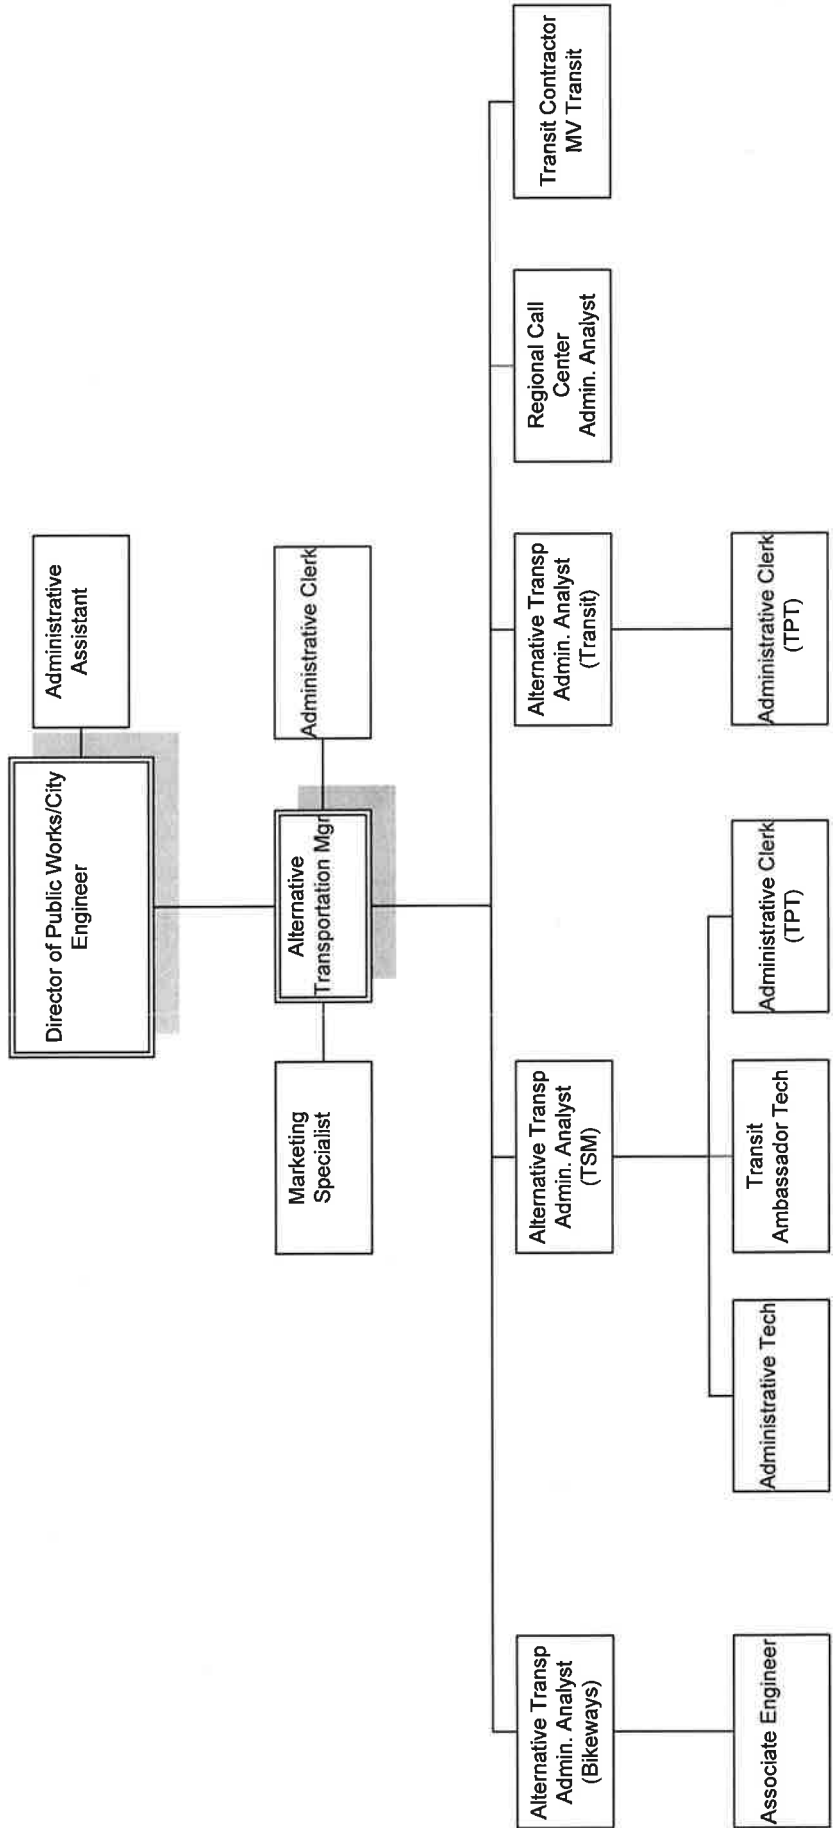 Director of Public Works/City
Engineer
Administrative
Assistant
Marketing
Specialist
Alternative
Transportation Mgr
Administrative Clerk
Alternative Transp
Admin. Analyst
(Bikeways)
Alternative Transp
Admin. Analyst
(TSM)
Alternative Transp
Admin. Analyst
(Transit)
Regional Call
Center
Admin. Analyst
Transit Contractor
MV Transit
Associate Engineer
Administrative Tech
Transit
Ambassador Tech
Administrative Clerk
(TPT)
Administrative Clerk
(TPT)